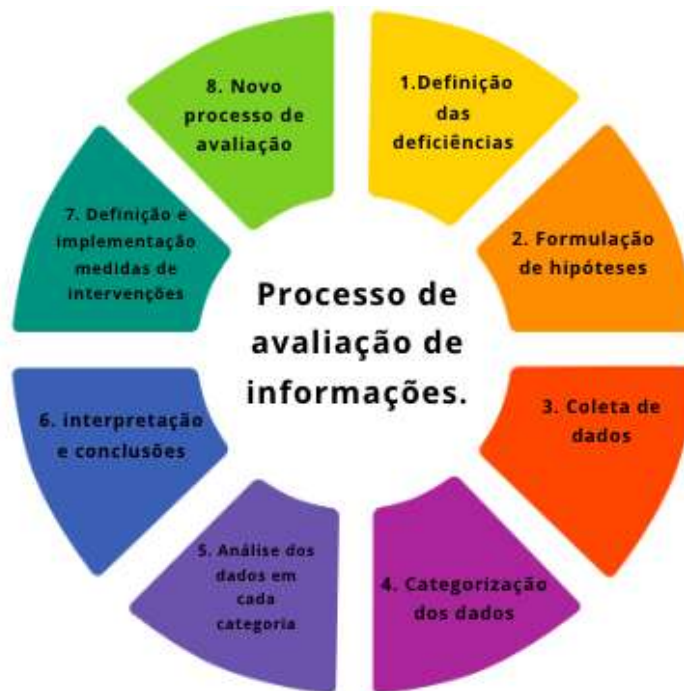 Processo de
avaliação de
informações.
1.Definição
das
deficiências
2. Formulação
de hipóteses
3. Coleta de
dados
4. Categorização
dos dados
5. Análise dos
dados em
cada
categoria
6. interpretação
e conclusões
7. Definição e
implementação
medidas de
intervenções
8. Novo
processo de
avaliação